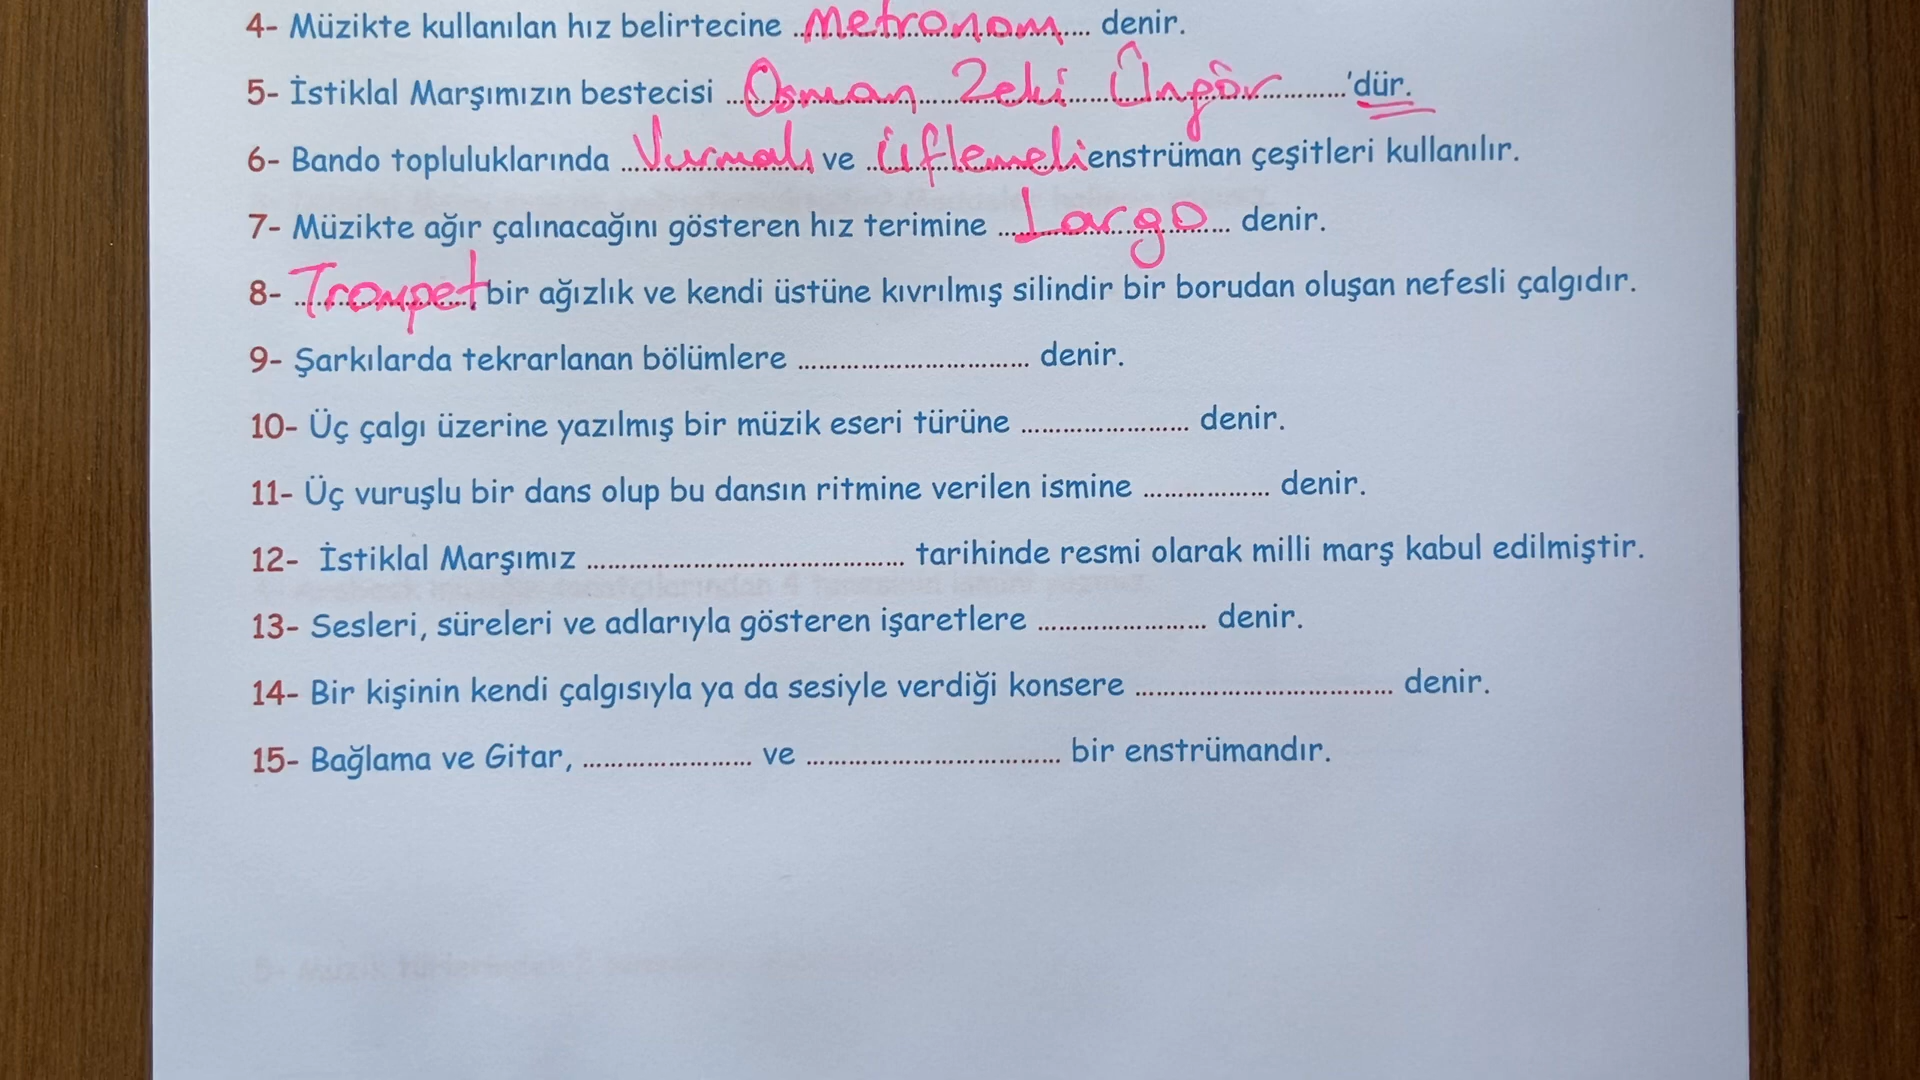 4- Müzikte kullanılan hız belirtecine ..Metronom.... denir.
5- İstiklal Marşımızın bestecisi ..Osman Zeki Üngör..........'dür.
6- Bando topluluklarında ..Vurmalı ve üflemeli enstrüman çeşitleri kullanılır.
7- Müzikte ağır çalınacağını gösteren hız terimine ..Largo... denir.
8- Trompet bir ağızlık ve kendi üstüne kıvrılmış silindir bir borudan oluşan nefesli çalgıdır.
9- Şarkılarda tekrarlanan bölümlere .............................. denir.
10- Üç çalgı üzerine yazılmış bir müzik eseri türüne ...................... denir.
11- Üç vuruşlu bir dans olup bu dansın ritmine verilen ismine ................. denir.
12- İstiklal Marşımız .......................................... tarihinde resmi olarak milli marş kabul edilmiştir.
13- Sesleri, süreleri ve adlarıyla gösteren işaretlere ...................... denir.
14- Bir kişinin kendi çalgısıyla ya da sesiyle verdiği konsere .................................. denir.
15- Bağlama ve Gitar, ...................... ve .................................. bir enstrümandır.